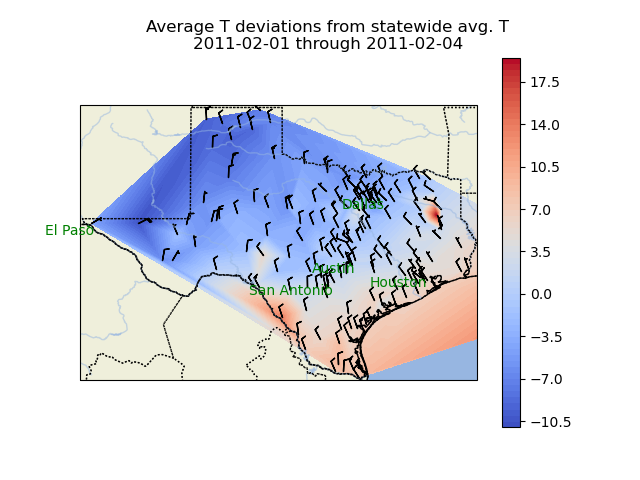 Average T deviations from statewide avg. T
2011-02-01 through 2011-02-04
17.5
14.0
10.5
7.0
3.5
0.0
−3.5
−7.0
−10.5
Dallas
El Paso
Austin
Houston
San Antonio